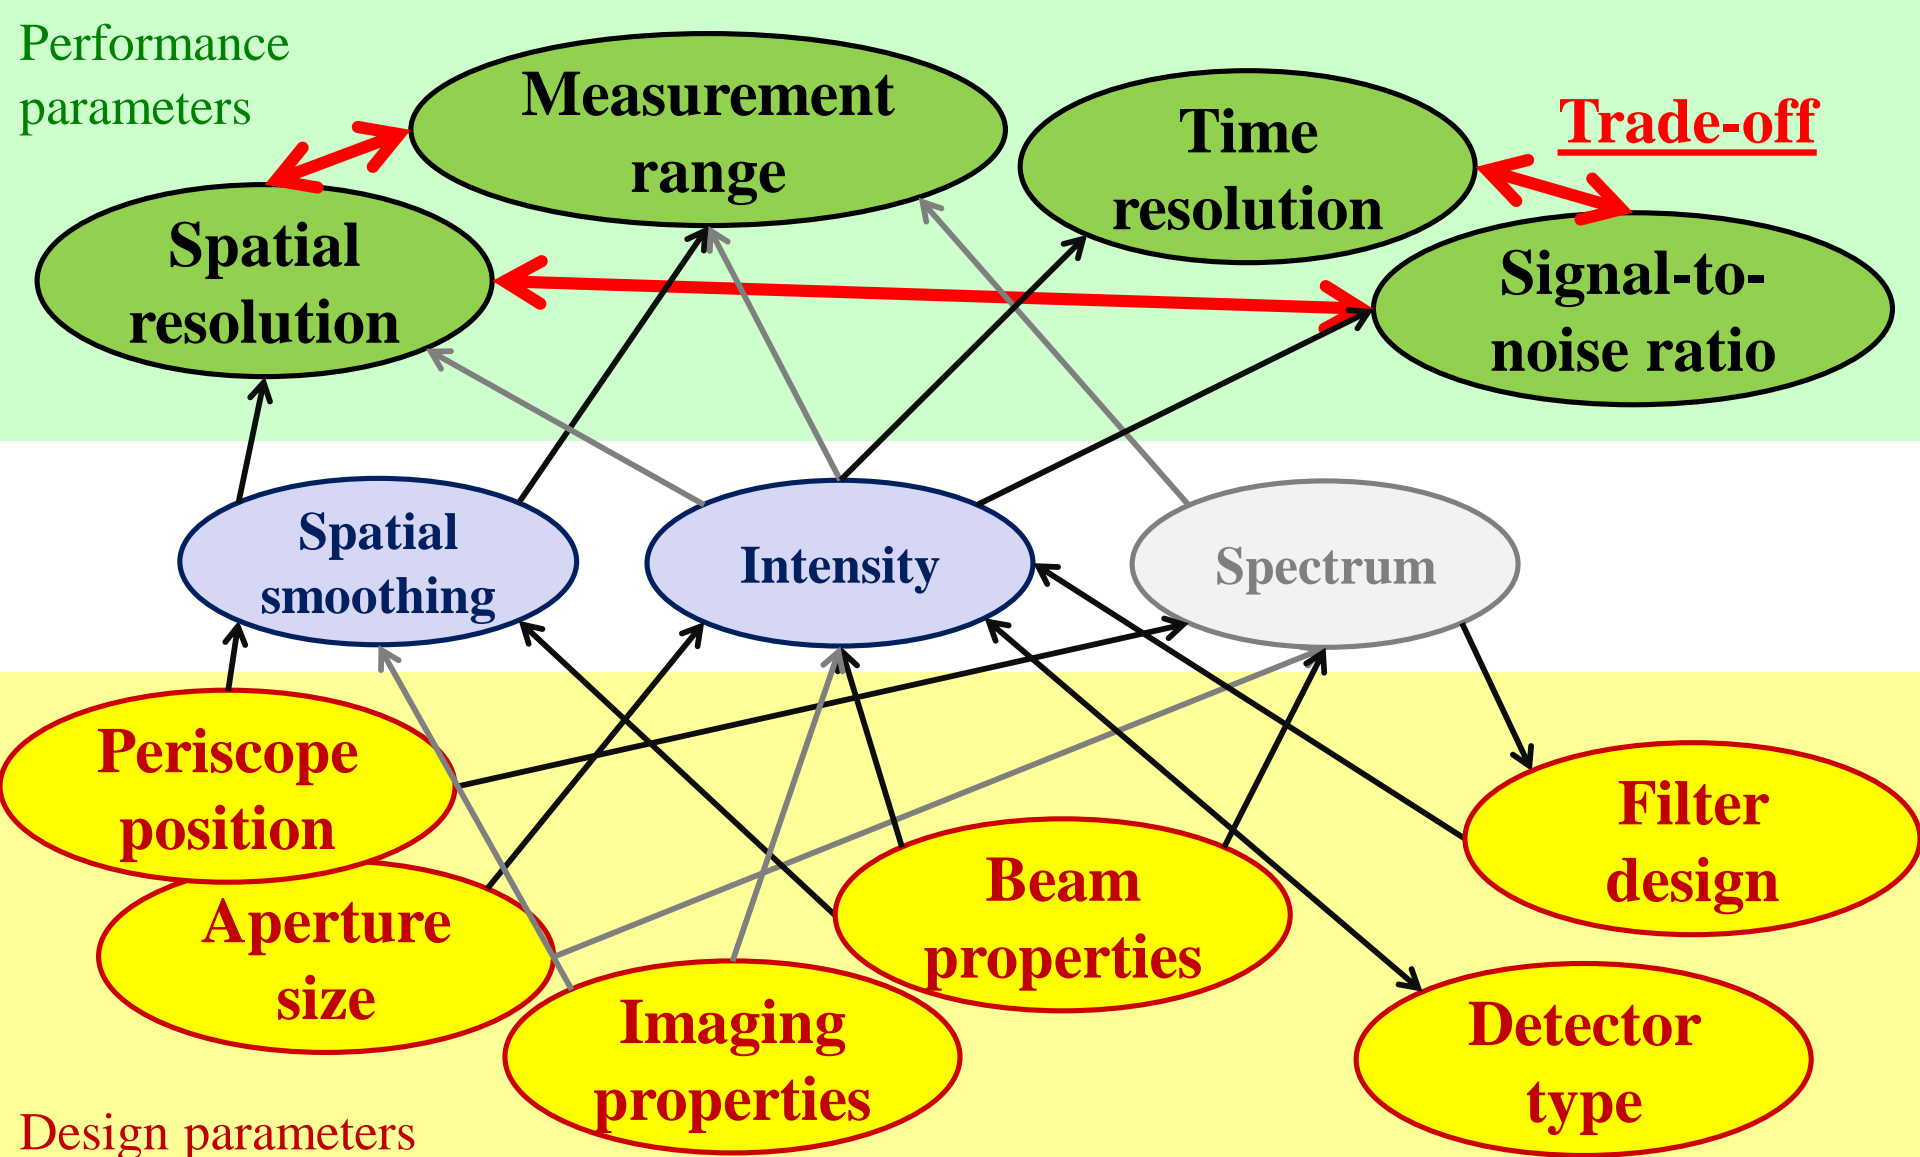 Performance
parameters
Measurement
range
Time
resolution
Trade-off
Spatial
resolution
Signal-to-
noise ratio
Spatial
smoothing
Intensity
Spectrum
Periscope
position
Filter
design
Aperture
size
Beam
properties
Imaging
properties
Detector
type
Design parameters